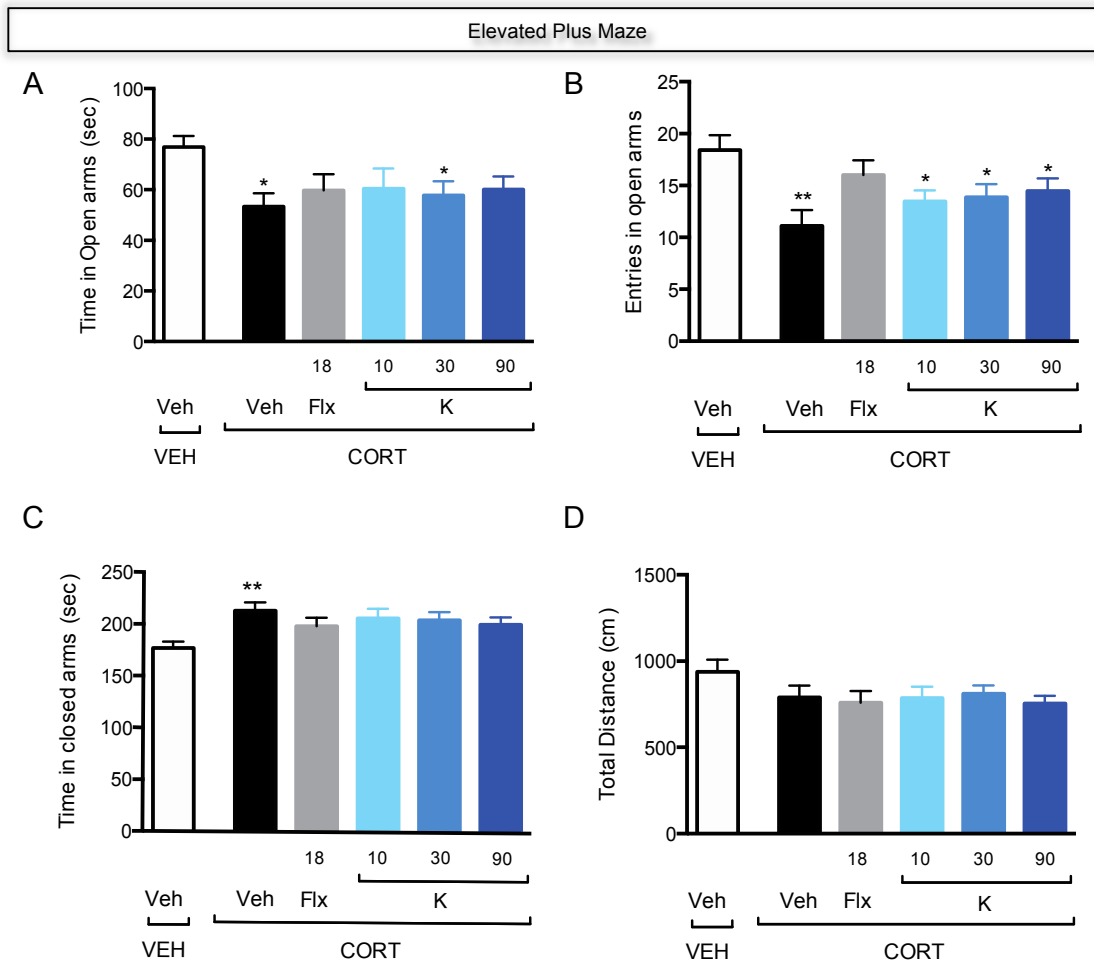 Elevated Plus Maze
A
Time in Open arms (sec)
100
80
60
40
20
0
*
*
18
10
30
90
Veh
Veh
Flx
K
VEH
CORT
B
Entries in open arms
25
20
15
10
5
0
**
*
*
*
18
10
30
90
Veh
Veh
Flx
K
VEH
CORT
C
Time in closed arms (sec)
250
200
150
100
50
0
**
18
10
30
90
Veh
Veh
Flx
K
VEH
CORT
D
Total Distance (cm)
1500
1000
500
0
18
10
30
90
Veh
Veh
Flx
K
VEH
CORT